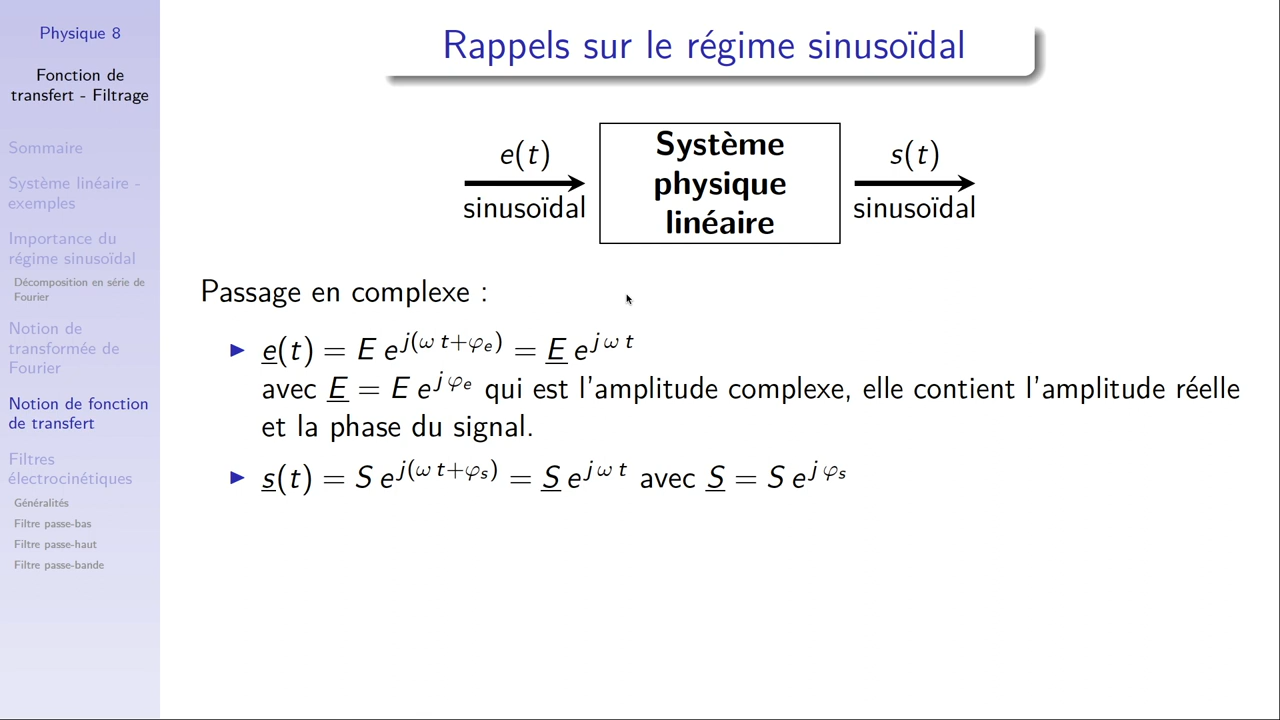 Physique 8
Fonction de
transfert - Filtrage
Sommaire
Système linéaire -
exemples
Importance du
régime sinusoïdal
Décomposition en série de
Fourier
Notion de
transformée de
Fourier
Notion de fonction
de transfert
Filtres
électrocinétiques
Généralités
Filtre passe-bas
Filtre passe-haut
Filtre passe-bande
Rappels sur le régime sinusoïdal
e(t)
sinusoïdal
Système
physique
linéaire
s(t)
sinusoïdal
Passage en complexe :
▶ e̲(t) = E e^{j(ω t+φ_e)} = E̲ e^{j ω t}
avec E̲ = E e^{j φ_e} qui est l'amplitude complexe, elle contient l'amplitude réelle
et la phase du signal.
▶ s̲(t) = S e^{j(ω t+φ_s)} = S̲ e^{j ω t} avec S̲ = S e^{j φ_s}